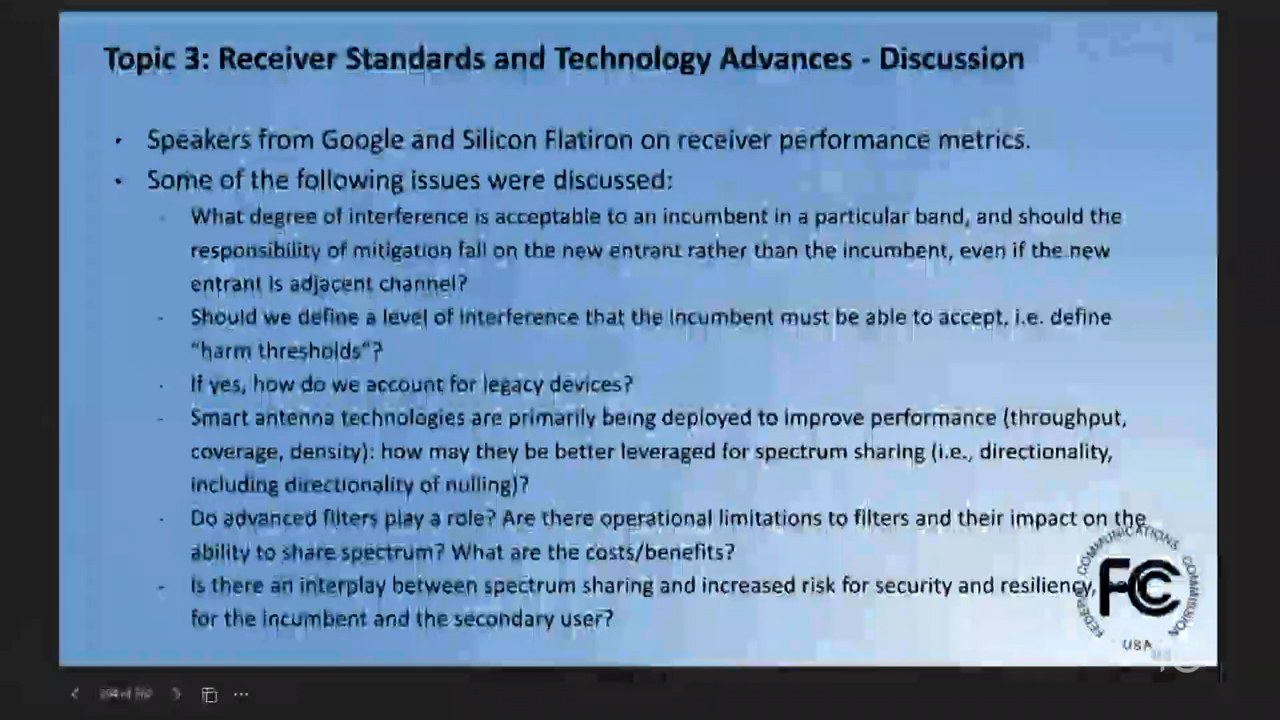 Topic 3: Receiver Standards and Technology Advances - Discussion
· Speakers from Google and Silicon Flatiron on receiver performance metrics.
· Some of the following issues were discussed:
- What degree of interference is acceptable to an incumbent in a particular band, and should the
responsibility of mitigation fall on the new entrant rather than the incumbent, even if the new
entrant is adjacent channel?
- Should we define a level of interference that the incumbent must be able to accept, i.e. define
"harm thresholds"?
- If yes, how do we account for legacy devices?
- Smart antenna technologies are primarily being deployed to improve performance (throughput,
coverage, density): how may they be better leveraged for spectrum sharing (i.e., directionality,
including directionality of nulling)?
- Do advanced filters play a role? Are there operational limitations to filters and their impact on the
ability to share spectrum? What are the costs/benefits?
- Is there an interplay between spectrum sharing and increased risk for security and resiliency,
for the incumbent and the secondary user?
FEDERAL COMMUNICATIONS COMMISSION
FCC
· USA